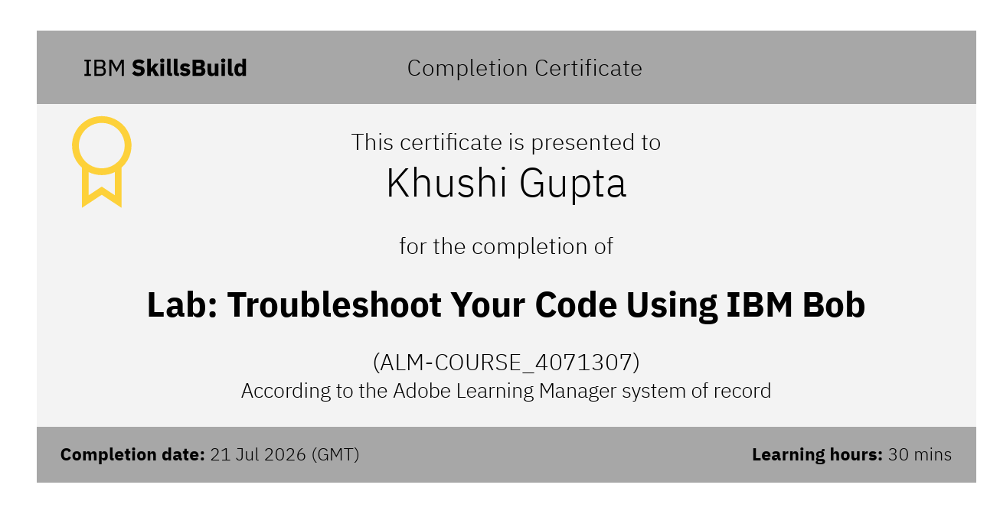 IBM SkillsBuild
Completion Certificate
This certificate is presented to
Khushi Gupta
for the completion of
Lab: Troubleshoot Your Code Using IBM Bob
(ALM-COURSE_4071307)
According to the Adobe Learning Manager system of record
Completion date: 21 Jul 2026 (GMT)
Learning hours: 30 mins